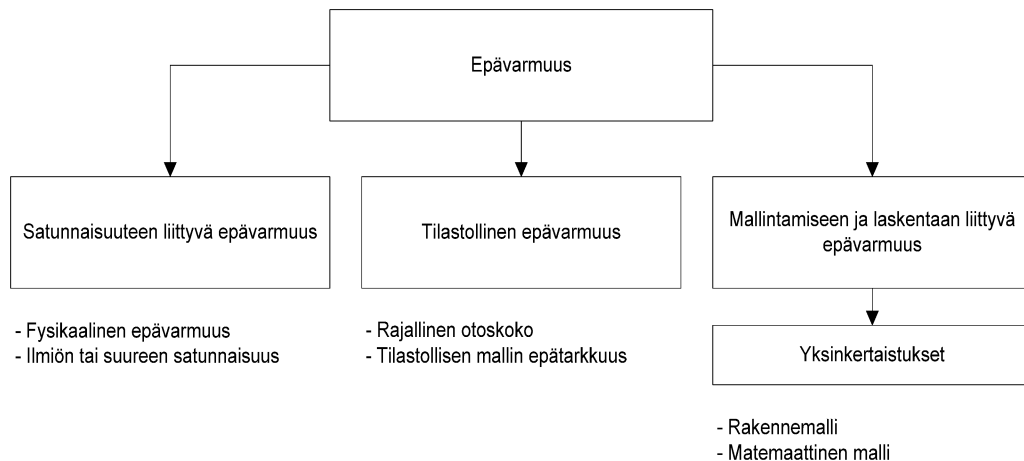 Epävarmuus
Satunnaisuuteen liittyvä epävarmuus
Tilastollinen epävarmuus
Mallintamiseen ja laskentaan liittyvä
epävarmuus
- Fysikaalinen epävarmuus
- Ilmiön tai suureen satunnaisuus
- Rajallinen otoskoko
- Tilastollisen mallin epätarkkuus
Yksinkertaistukset
- Rakennemalli
- Matemaattinen malli